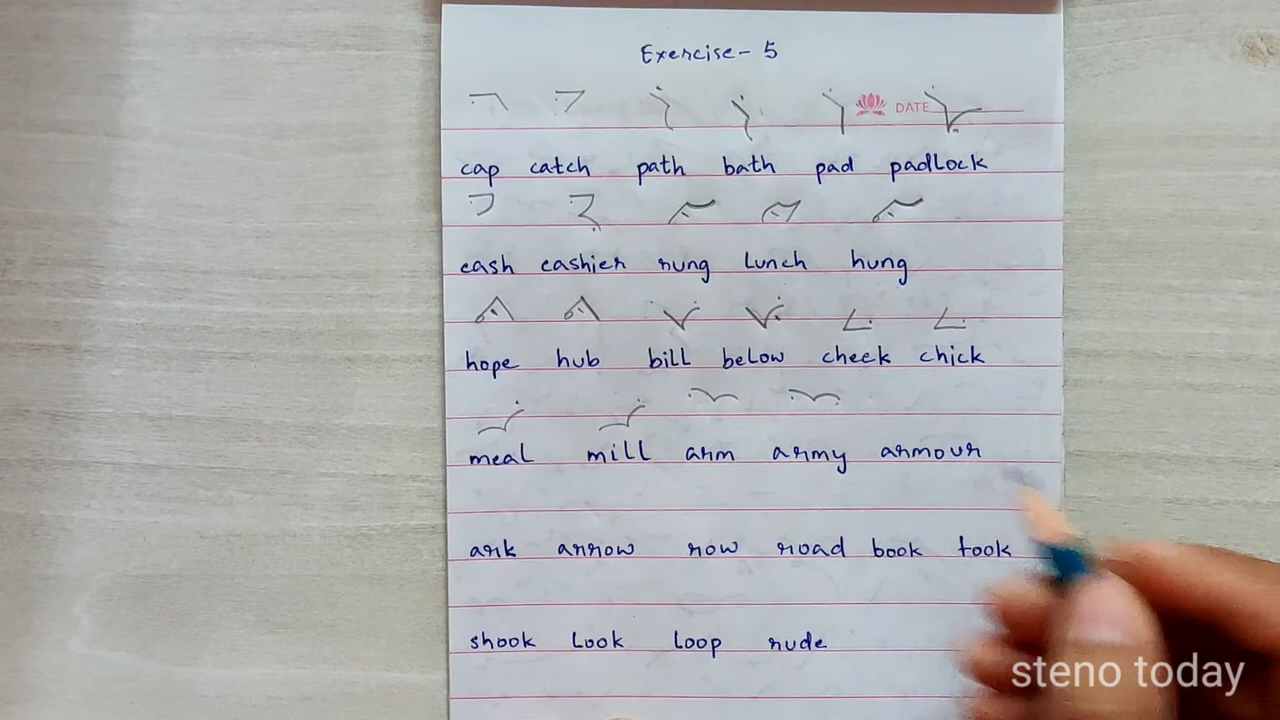 Exercise - 5
DATE
cap catch path bath pad padlock
cash cashier rung lunch hung
hope hub bill below cheek chick
meal mill arm army armour
ark arrow row road book took
shook look loop rude
steno today